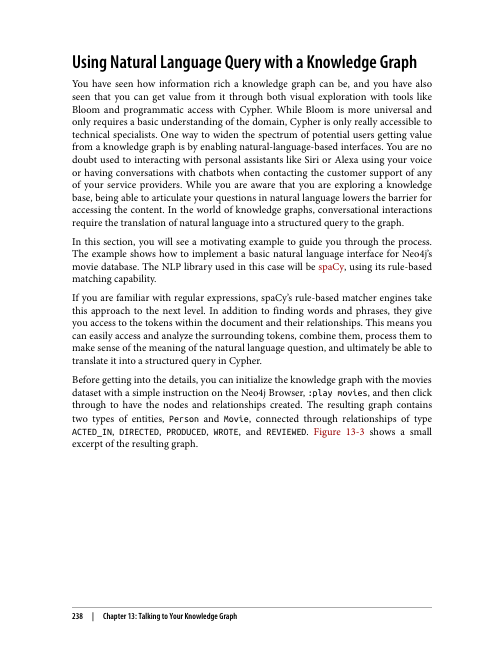 Using Natural Language Query with a Knowledge Graph
You have seen how information rich a knowledge graph can be, and you have also
seen that you can get value from it through both visual exploration with tools like
Bloom and programmatic access with Cypher. While Bloom is more universal and
only requires a basic understanding of the domain, Cypher is only really accessible to
technical specialists. One way to widen the spectrum of potential users getting value
from a knowledge graph is by enabling natural-language-based interfaces. You are no
doubt used to interacting with personal assistants like Siri or Alexa using your voice
or having conversations with chatbots when contacting the customer support of any
of your service providers. While you are aware that you are exploring a knowledge
base, being able to articulate your questions in natural language lowers the barrier for
accessing the content. In the world of knowledge graphs, conversational interactions
require the translation of natural language into a structured query to the graph.
In this section, you will see a motivating example to guide you through the process.
The example shows how to implement a basic natural language interface for Neo4j's
movie database. The NLP library used in this case will be spaCy, using its rule-based
matching capability.
If you are familiar with regular expressions, spaCy's rule-based matcher engines take
this approach to the next level. In addition to finding words and phrases, they give
you access to the tokens within the document and their relationships. This means you
can easily access and analyze the surrounding tokens, combine them, process them to
make sense of the meaning of the natural language question, and ultimately be able to
translate it into a structured query in Cypher.
Before getting into the details, you can initialize the knowledge graph with the movies
dataset with a simple instruction on the Neo4j Browser, :play movies, and then click
through to have the nodes and relationships created. The resulting graph contains
two types of entities, Person and Movie, connected through relationships of type
ACTED_IN, DIRECTED, PRODUCED, WROTE, and REVIEWED. Figure 13-3 shows a small
excerpt of the resulting graph.
238 | Chapter 13: Talking to Your Knowledge Graph